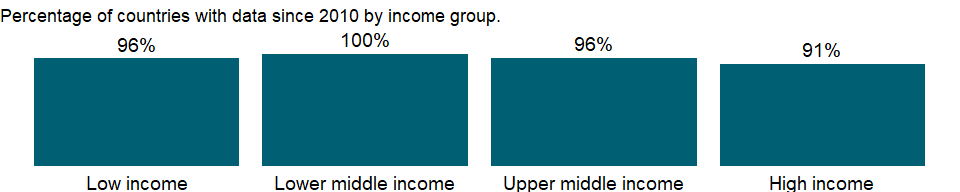 Percentage of countries with data since 2010 by income group.
96% 100% 96% 91%
Low income Lower middle income Upper middle income High income